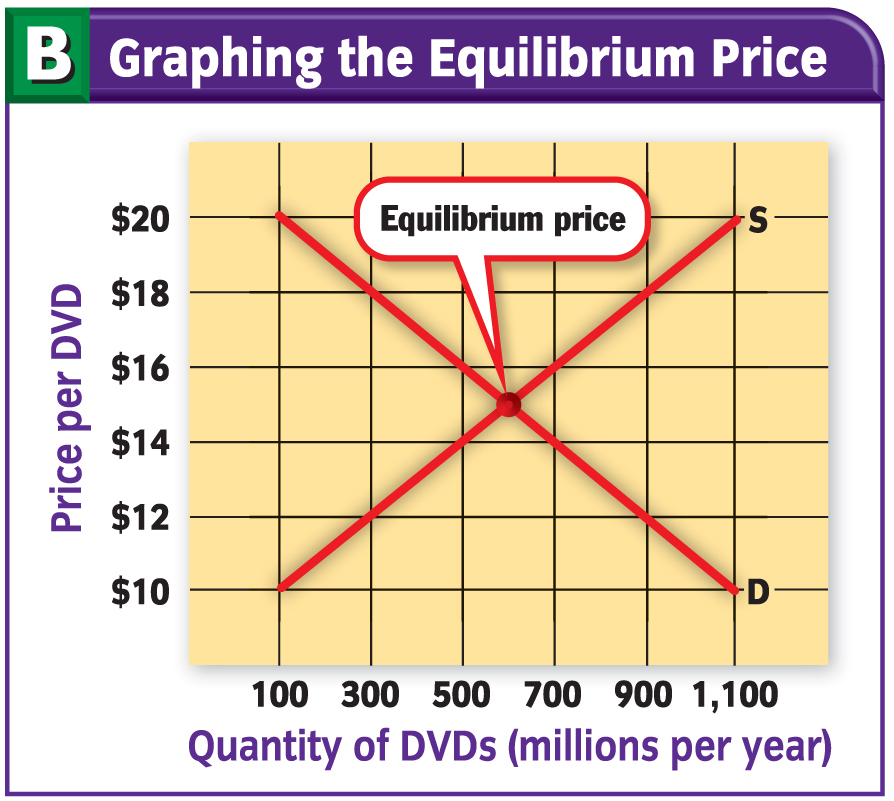 B Graphing the Equilibrium Price
Equilibrium price
Price per DVD
$20
$18
$16
$14
$12
$10
S
D
100 300 500 700 900 1,100
Quantity of DVDs (millions per year)